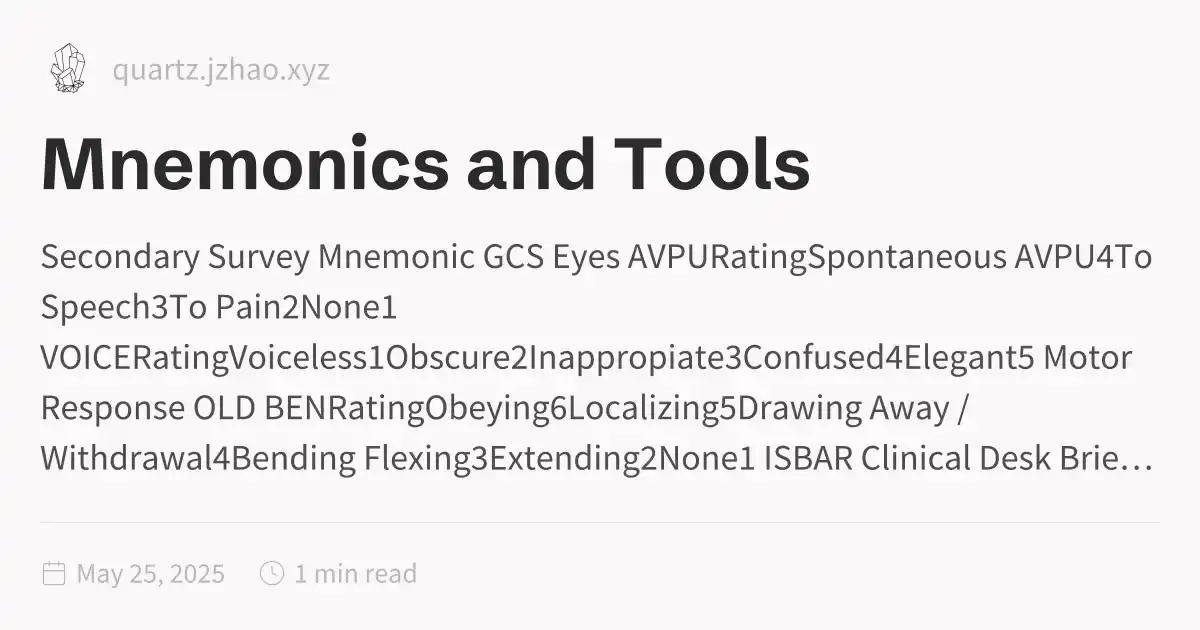 quartz.jzhao.xyz
Mnemonics and Tools
Secondary Survey Mnemonic GCS Eyes AVPURatingSpontaneous AVPU4To
Speech3To Pain2None1
VOICERatingVoiceless1Obscure2Inappropiate3Confused4Elegant5 Motor
Response OLD BENRatingObeying6Localizing5Drawing Away /
Withdrawal4Bending Flexing3Extending2None1 ISBAR Clinical Desk Brie…
May 25, 2025
1 min read